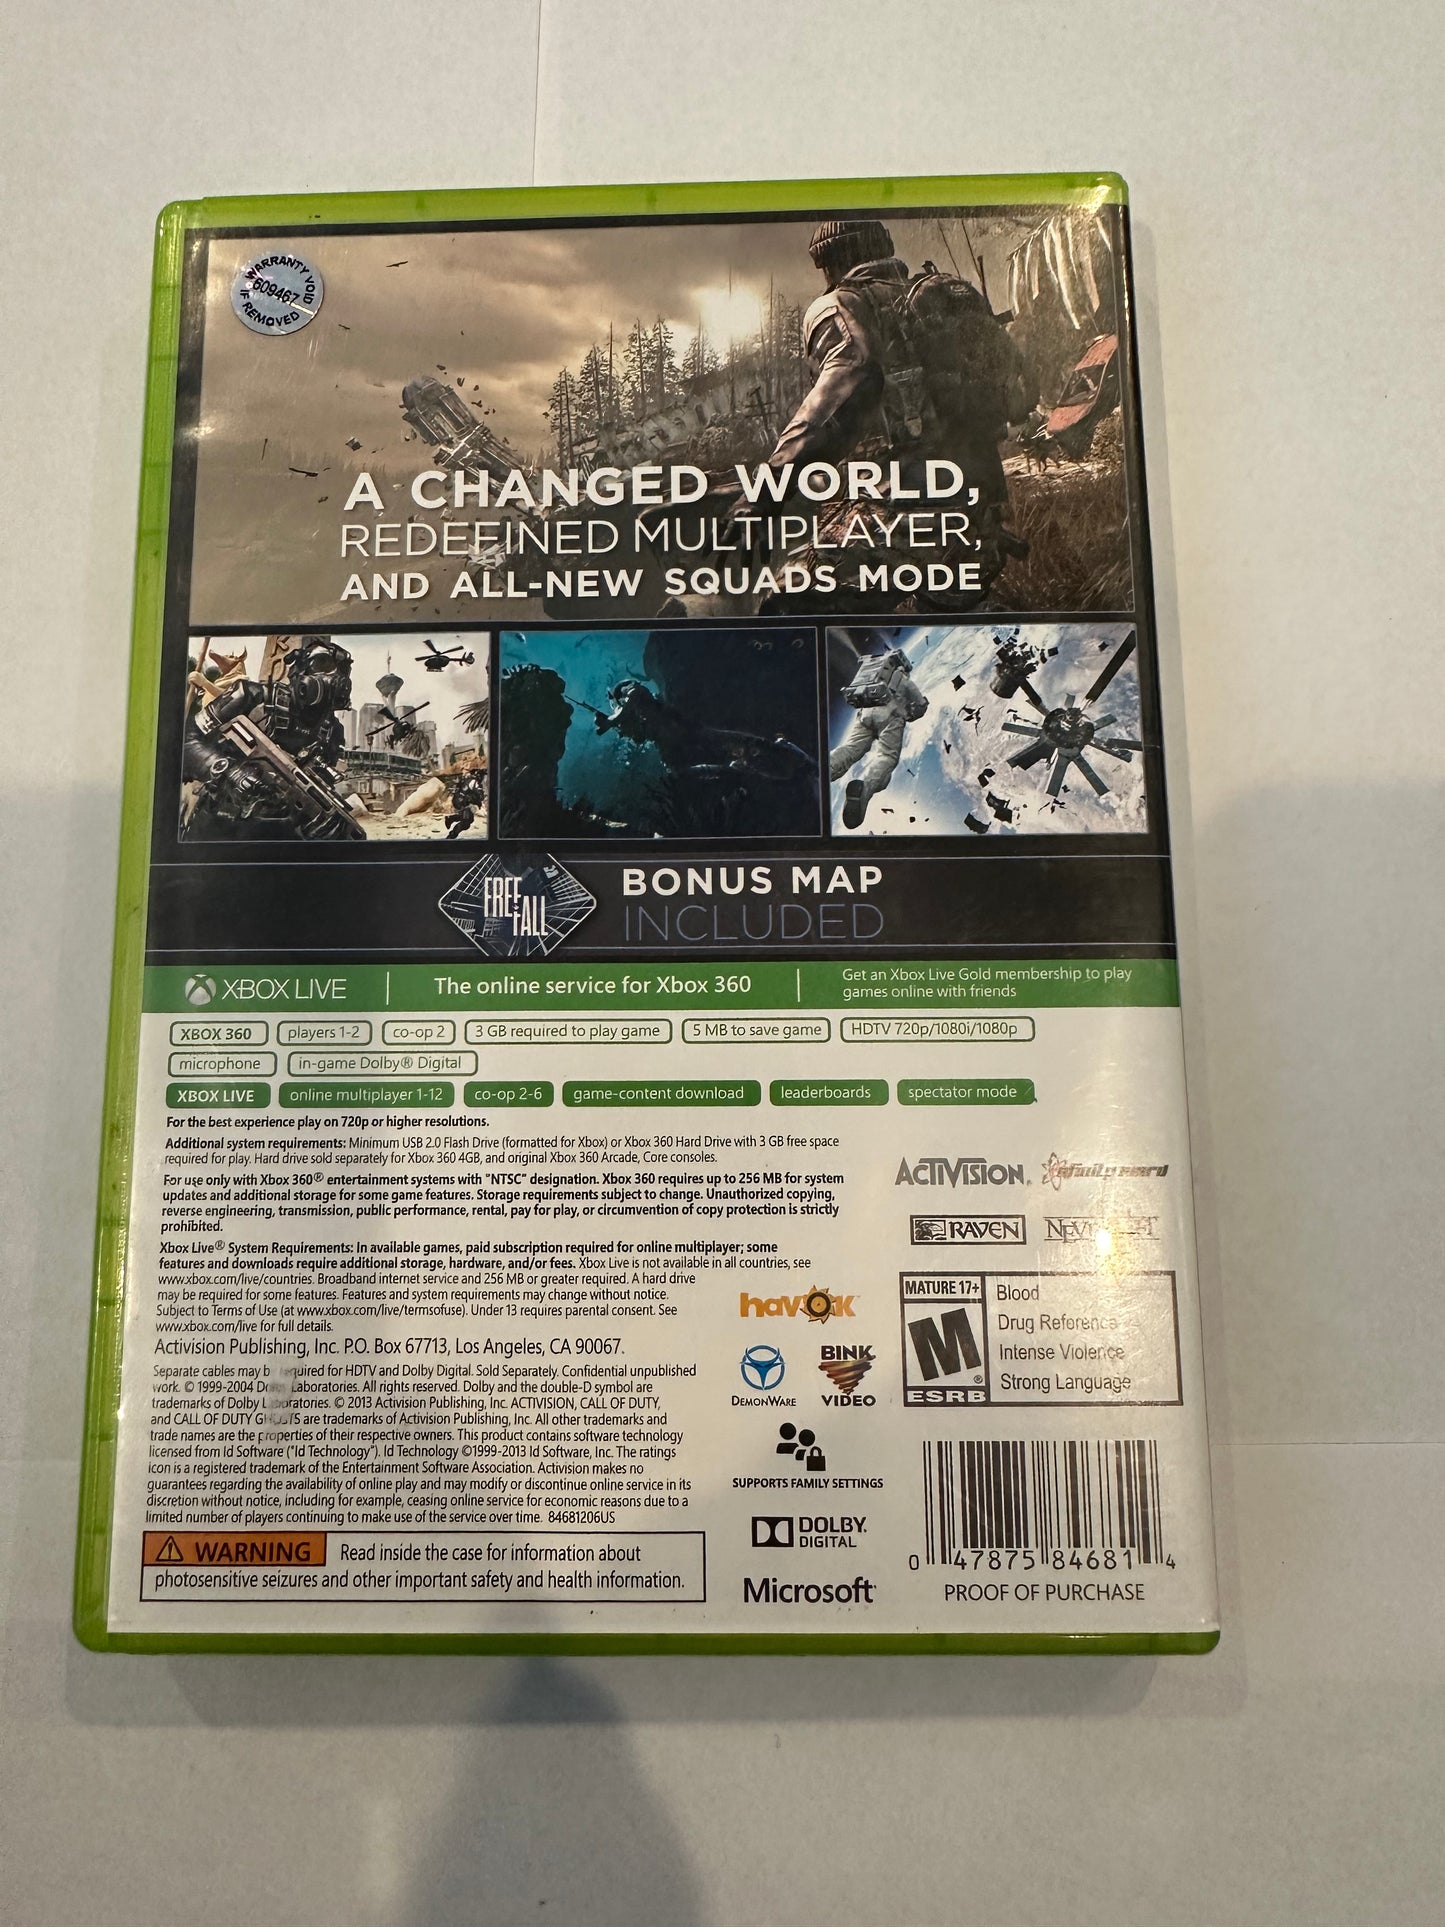 WARRANTY VOID
609467
IF REMOVED
A CHANGED WORLD,
REDEFINED MULTIPLAYER,
AND ALL-NEW SQUADS MODE
FREE
FALL
BONUS MAP
INCLUDED
XBOX LIVE
The online service for Xbox 360
Get an Xbox Live Gold membership to play
games online with friends
XBOX 360 players 1-2 co-op 2 3 GB required to play game 5 MB to save game HDTV 720p/1080i/1080p
microphone in-game Dolby® Digital
XBOX LIVE online multiplayer 1-12 co-op 2-6 game-content download leaderboards spectator mode
For the best experience play on 720p or higher resolutions.
Additional system requirements: Minimum USB 2.0 Flash Drive (formatted for Xbox) or Xbox 360 Hard Drive with 3 GB free space
required for play. Hard drive sold separately for Xbox 360 4GB, and original Xbox 360 Arcade, Core consoles.
For use only with Xbox 360® entertainment systems with "NTSC" designation. Xbox 360 requires up to 256 MB for system
updates and additional storage for some game features. Storage requirements subject to change. Unauthorized copying,
reverse engineering, transmission, public performance, rental, pay for play, or circumvention of copy protection is strictly
prohibited.
Xbox Live® System Requirements: In available games, paid subscription required for online multiplayer; some
features and downloads require additional storage, hardware, and/or fees. Xbox Live is not available in all countries, see
www.xbox.com/live/countries. Broadband internet service and 256 MB or greater required. A hard drive
may be required for some features. Features and system requirements may change without notice.
Subject to Terms of Use (at www.xbox.com/live/termsofuse). Under 13 requires parental consent. See
www.xbox.com/live for full details.
Activision Publishing, Inc. P.O. Box 67713, Los Angeles, CA 90067.
Separate cables may for HDTV and Dolby Digital. Sold Separately. Confidential unpublished
work. © 1999-2004 Laboratories. All rights reserved. Dolby and the double-D symbol are
trademarks of Dolby © 2013 Activision Publishing, Inc. ACTIVISION, CALL OF DUTY,
and CALL OF DUTY are trademarks of Activision Publishing, Inc. All other trademarks and
trade names are the properties of their respective owners. This product contains software technology
licensed from Id Software ("Id Technology"). Id Technology ©1999-2013 Id Software, Inc. The ratings
icon is a registered trademark of the Entertainment Software Association. Activision makes no
guarantees regarding the availability of online play and may modify or discontinue online service in its
discretion without notice, including for example, ceasing online service for economic reasons due to a
limited number of players continuing to make use of the service over time. 84681206US
WARNING Read inside the case for information about
photosensitive seizures and other important safety and health information.
ACTIVISION.
RAVEN
havok
DEMONWARE
BINK
VIDEO
SUPPORTS FAMILY SETTINGS
DOLBY
DIGITAL
Microsoft
MATURE 17+
M
ESRB
Blood
Drug Reference
Intense Violence
Strong Language
0 47875 84681 4
PROOF OF PURCHASE